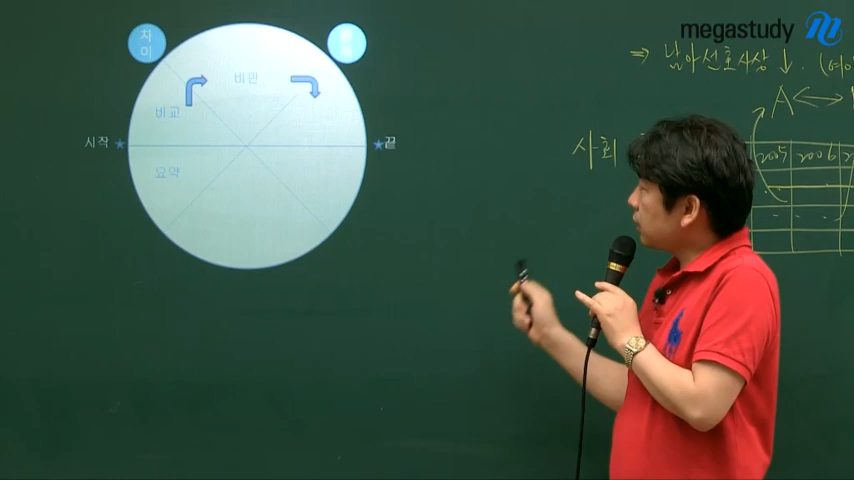 megastudy
차이
비판
비교
시작
끝
요약
⇒ 남아선호사상 ↓.
A ↔
사회
2005 2006